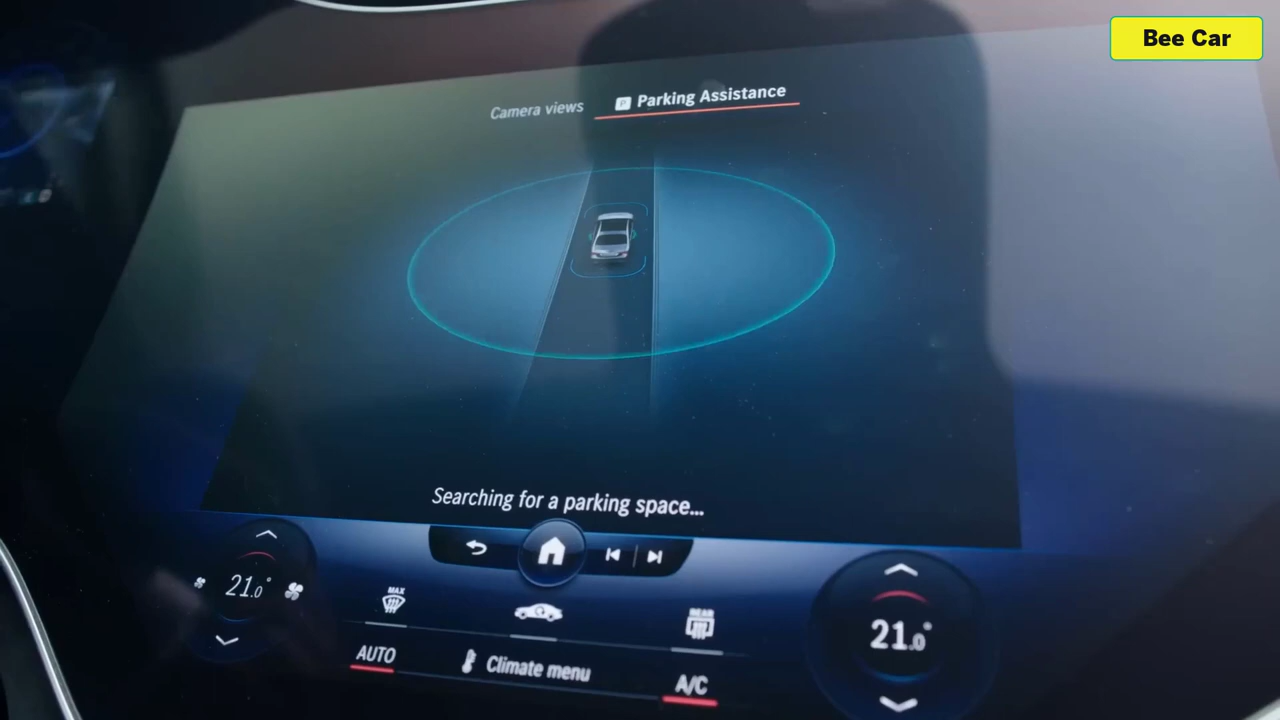 Bee Car
Camera views
P Parking Assistance
Searching for a parking space...
21.0°
MAX
REAR
21.0°
AUTO
Climate menu
A/C